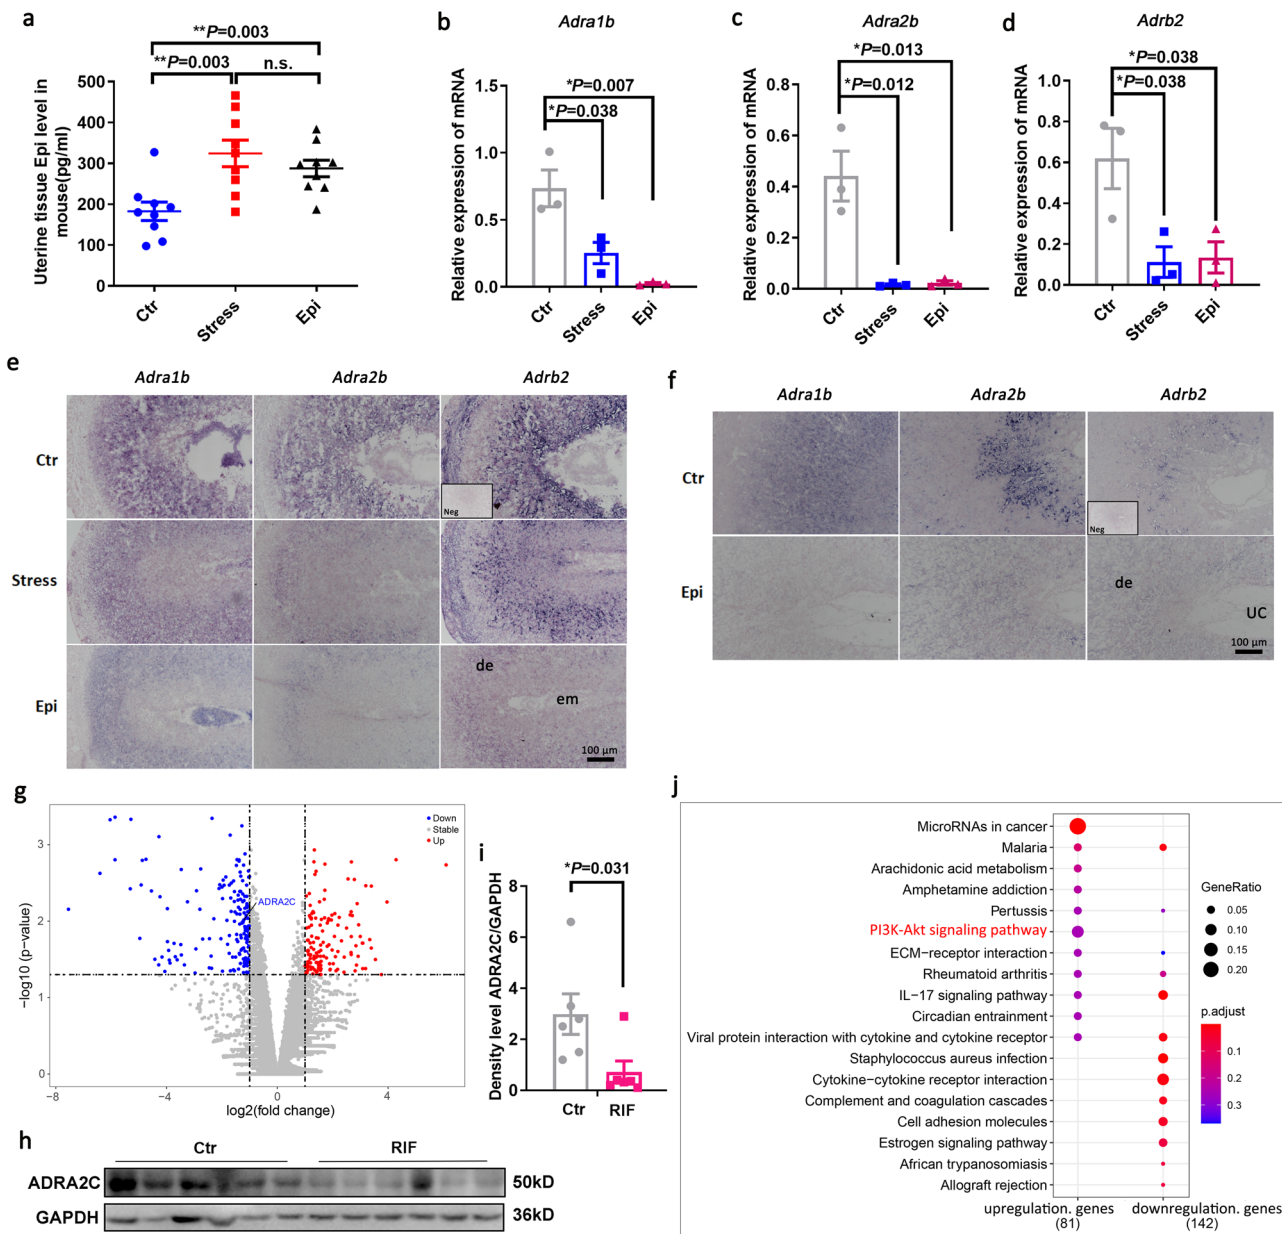 a
**P=0.003
**P=0.003
n.s.
Uterine tissue Epi level in
mouse(pg/ml)
500
400
300
200
100
0
Ctr
Stress
Epi
b
Adra1b
*P=0.007
*P=0.038
Relative expression of mRNA
1.5
1.0
0.5
0.0
Ctr
Stress
Epi
c
Adra2b
*P=0.013
*P=0.012
Relative expression of mRNA
0.8
0.6
0.4
0.2
0.0
Ctr
Stress
Epi
d
Adrb2
*P=0.038
*P=0.038
Relative expression of mRNA
1.0
0.8
0.6
0.4
0.2
0.0
Ctr
Stress
Epi
e
Adra1b
Adra2b
Adrb2
Ctr
Neg
Stress
Epi
de
em
100 μm
f
Adra1b
Adra2b
Adrb2
Ctr
Neg
Epi
de
UC
100 μm
g
Down
Stable
Up
ADRA2C
−log10 (p−value)
3
2
1
0
−8
−4
0
4
log2(fold change)
i
*P=0.031
Density level ADRA2C/GAPDH
8
6
4
2
0
Ctr
RIF
h
Ctr
RIF
ADRA2C
50kD
GAPDH
36kD
j
MicroRNAs in cancer
Malaria
Arachidonic acid metabolism
Amphetamine addiction
Pertussis
PI3K-Akt signaling pathway
ECM−receptor interaction
Rheumatoid arthritis
IL−17 signaling pathway
Circadian entrainment
Viral protein interaction with cytokine and cytokine receptor
Staphylococcus aureus infection
Cytokine−cytokine receptor interaction
Complement and coagulation cascades
Cell adhesion molecules
Estrogen signaling pathway
African trypanosomiasis
Allograft rejection
upregulation. genes
(81)
downregulation. genes
(142)
GeneRatio
0.05
0.10
0.15
0.20
p.adjust
0.1
0.2
0.3